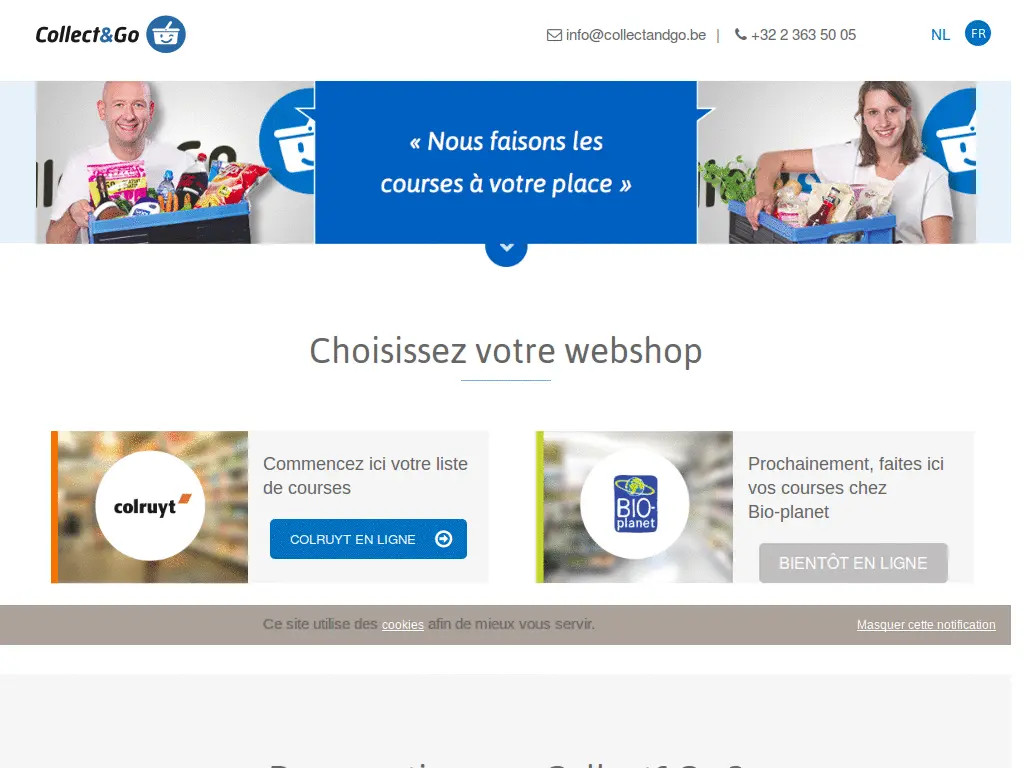 Collect&Go
info@collectandgo.be | +32 2 363 50 05
NL FR
« Nous faisons les
courses à votre place »
Choisissez votre webshop
colruyt
Commencez ici votre liste
de courses
COLRUYT EN LIGNE
BIO-
planet
Prochainement, faites ici
vos courses chez
Bio-planet
BIENTÔT EN LIGNE
Ce site utilise des cookies afin de mieux vous servir.
Masquer cette notification